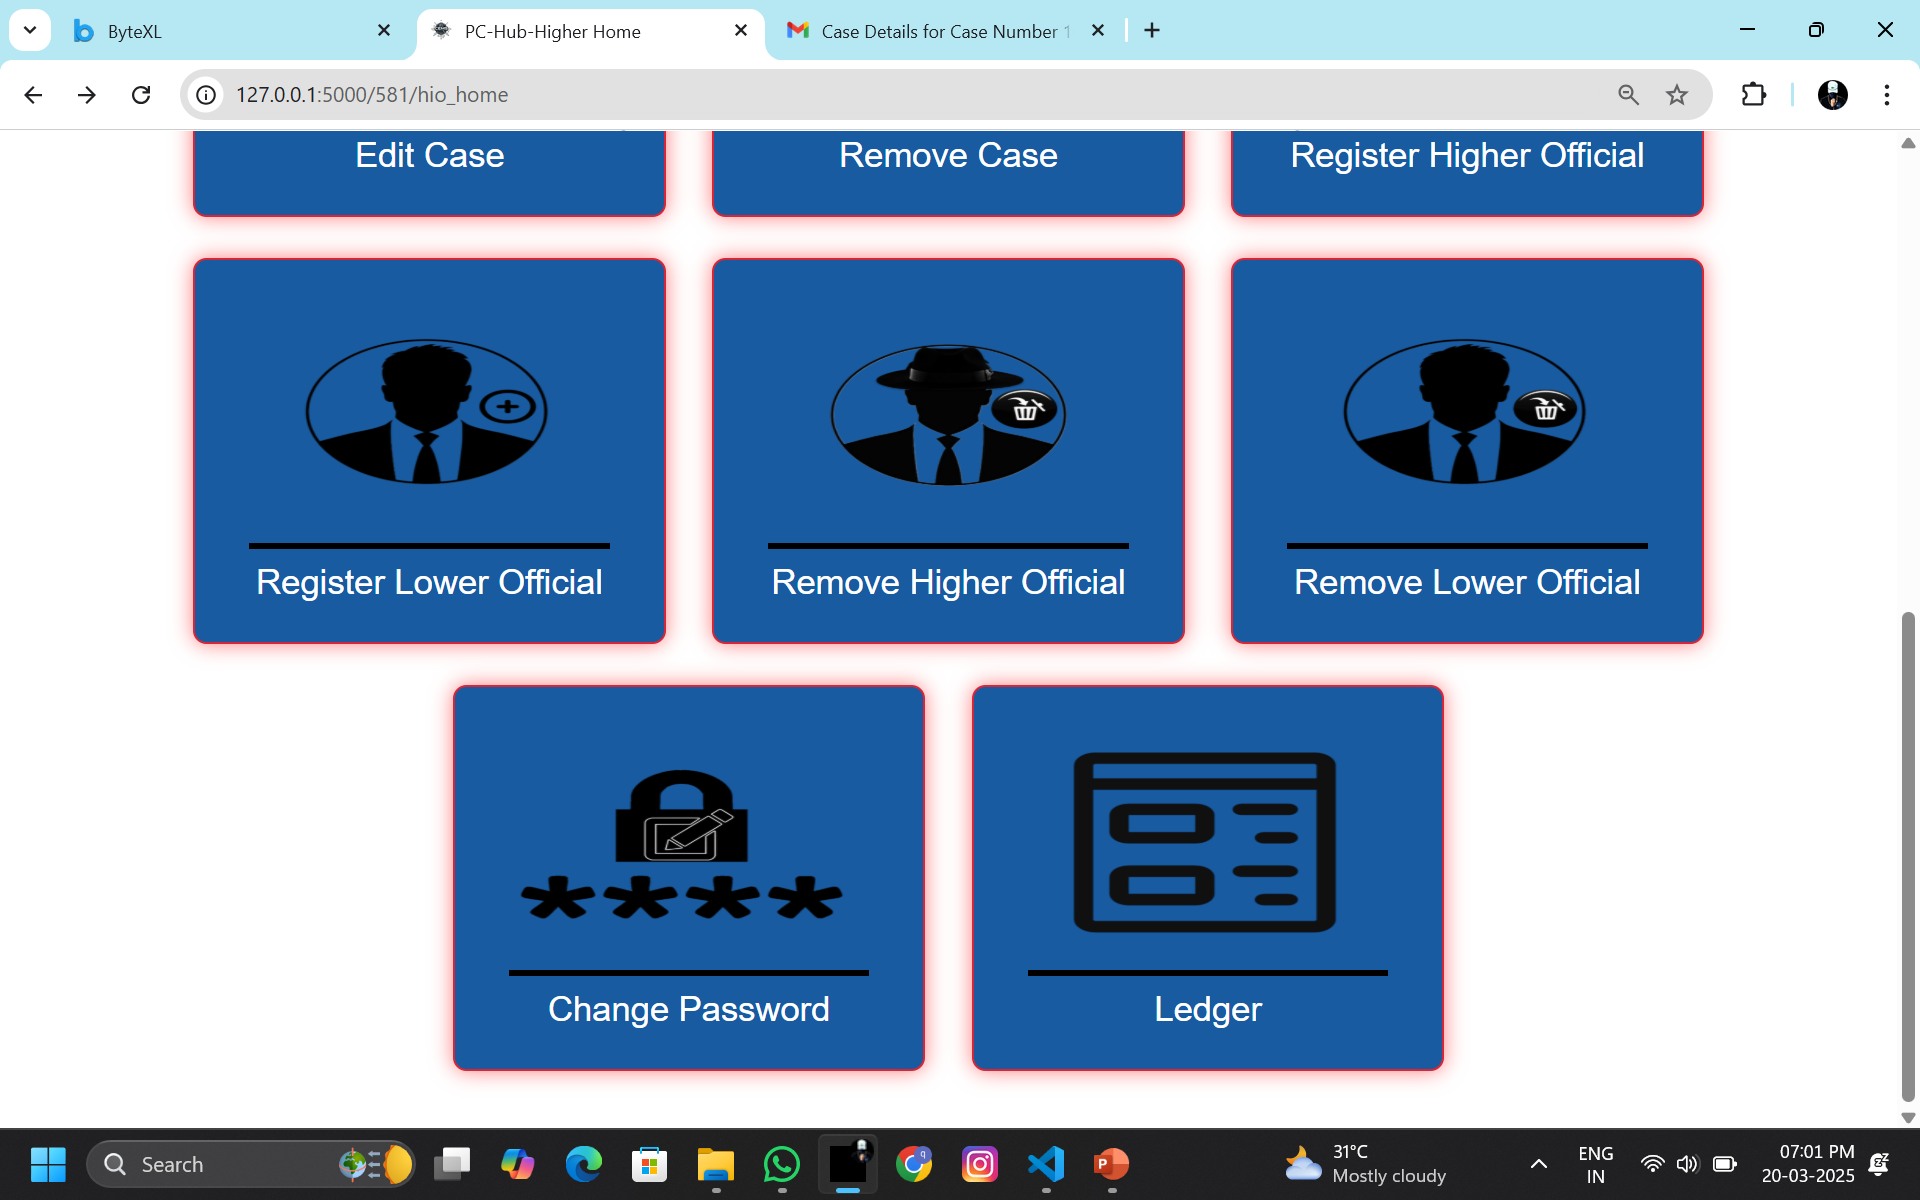 ByteXL
PC-Hub-Higher Home
Case Details for Case Number 1
127.0.0.1:5000/581/hio_home
Edit Case
Remove Case
Register Higher Official
Register Lower Official
Remove Higher Official
Remove Lower Official
****
Change Password
Ledger
Search
31°C
Mostly cloudy
ENG
IN
07:01 PM
20-03-2025